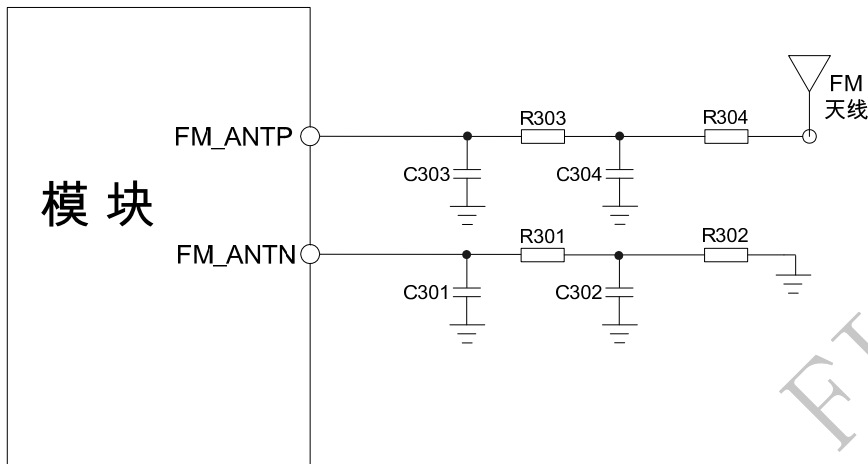 FM
天线
R303
R304
FM_ANTP
C303
C304
模块
R301
R302
FM_ANTN
C301
C302